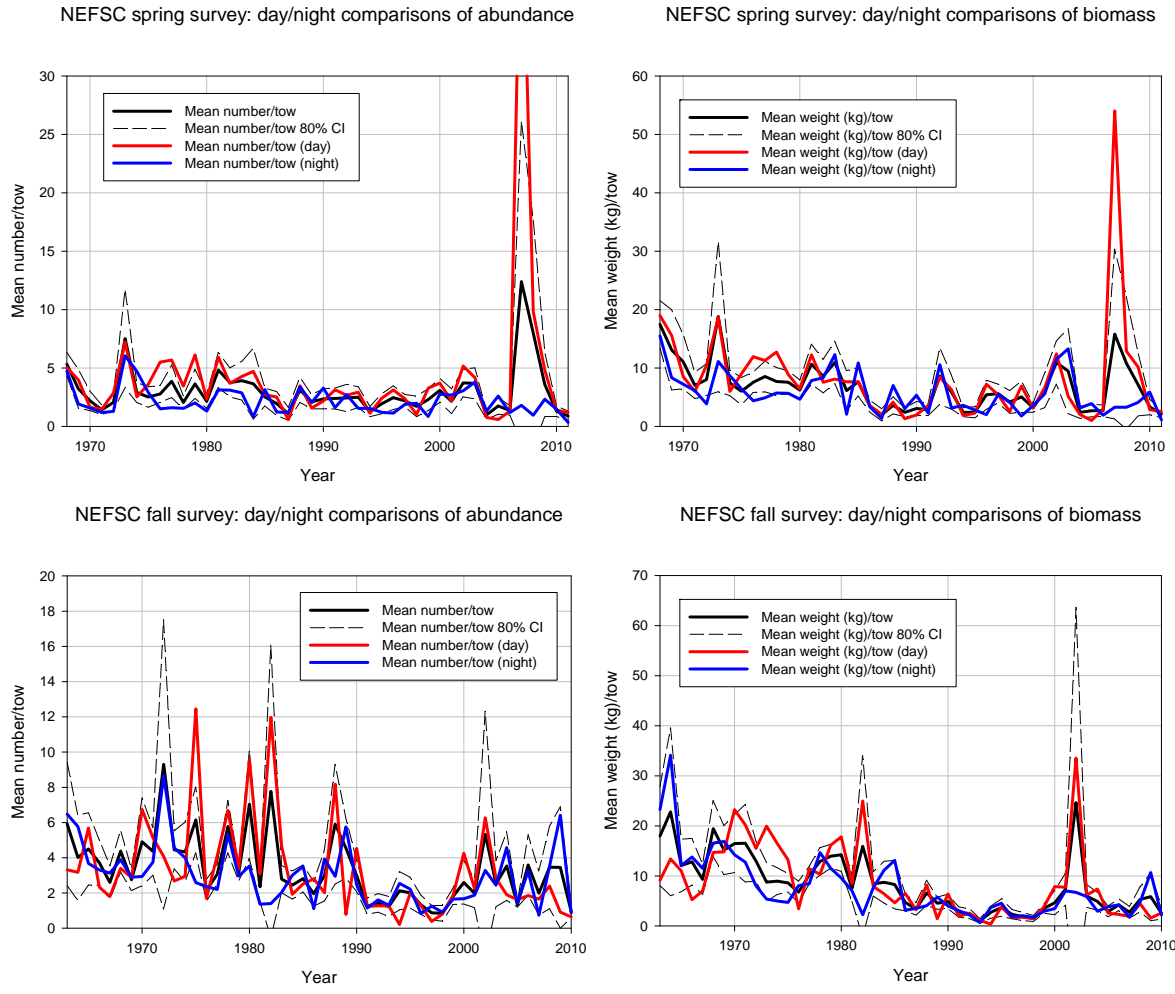 NEFSC spring survey: day/night comparisons of abundance
30
25
20
15
10
5
0
Mean number/tow
Mean number/tow
Mean number/tow 80% CI
Mean number/tow (day)
Mean number/tow (night)
1970 1980 1990 2000 2010
Year
NEFSC spring survey: day/night comparisons of biomass
60
50
40
30
20
10
0
Mean weight (kg)/tow
Mean weight (kg)/tow
Mean weight (kg)/tow 80% CI
Mean weight (kg)/tow (day)
Mean weight (kg)/tow (night)
1970 1980 1990 2000 2010
Year
NEFSC fall survey: day/night comparisons of abundance
20
18
16
14
12
10
8
6
4
2
0
Mean number/tow
Mean number/tow
Mean number/tow 80% CI
Mean number/tow (day)
Mean number/tow (night)
1970 1980 1990 2000 2010
Year
NEFSC fall survey: day/night comparisons of biomass
70
60
50
40
30
20
10
0
Mean weight (kg)/tow
Mean weight (kg)/tow
Mean weight (kg)/tow 80% CI
Mean weight (kg)/tow (day)
Mean weight (kg)/tow (night)
1970 1980 1990 2000 2010
Year